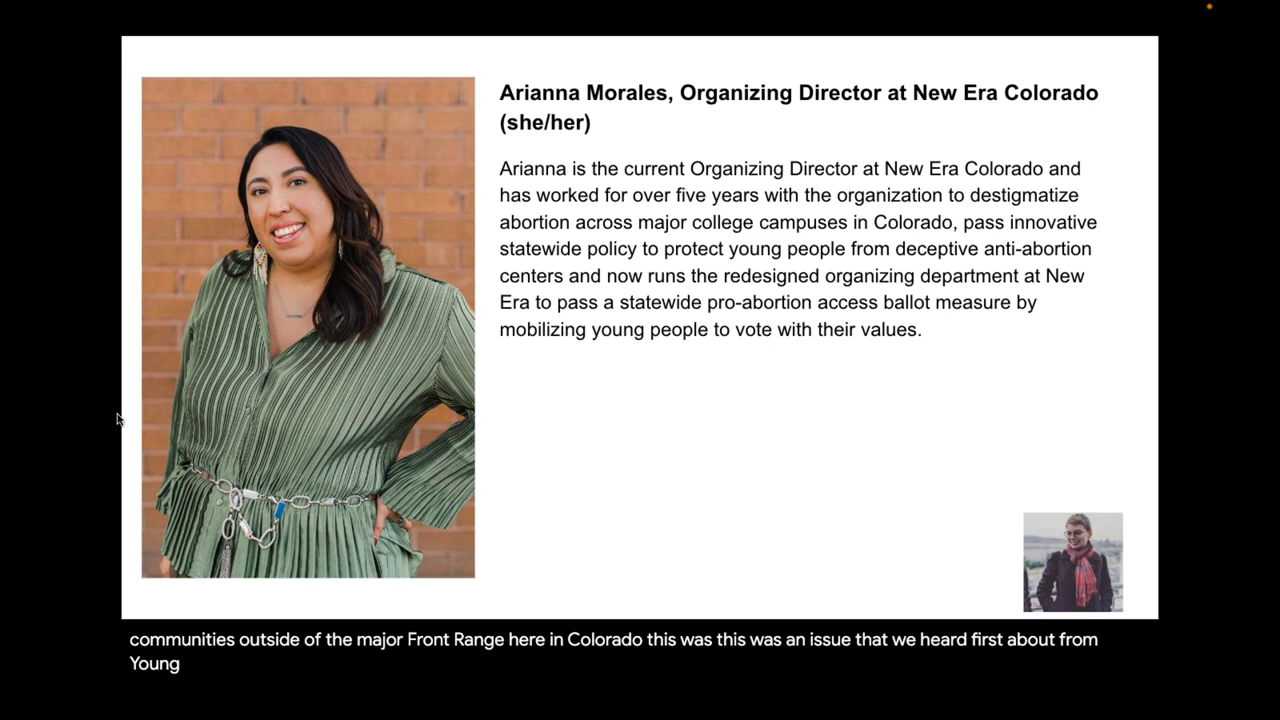 Arianna Morales, Organizing Director at New Era Colorado
(she/her)
Arianna is the current Organizing Director at New Era Colorado and
has worked for over five years with the organization to destigmatize
abortion across major college campuses in Colorado, pass innovative
statewide policy to protect young people from deceptive anti-abortion
centers and now runs the redesigned organizing department at New
Era to pass a statewide pro-abortion access ballot measure by
mobilizing young people to vote with their values.
communities outside of the major Front Range here in Colorado this was this was an issue that we heard first about from
Young